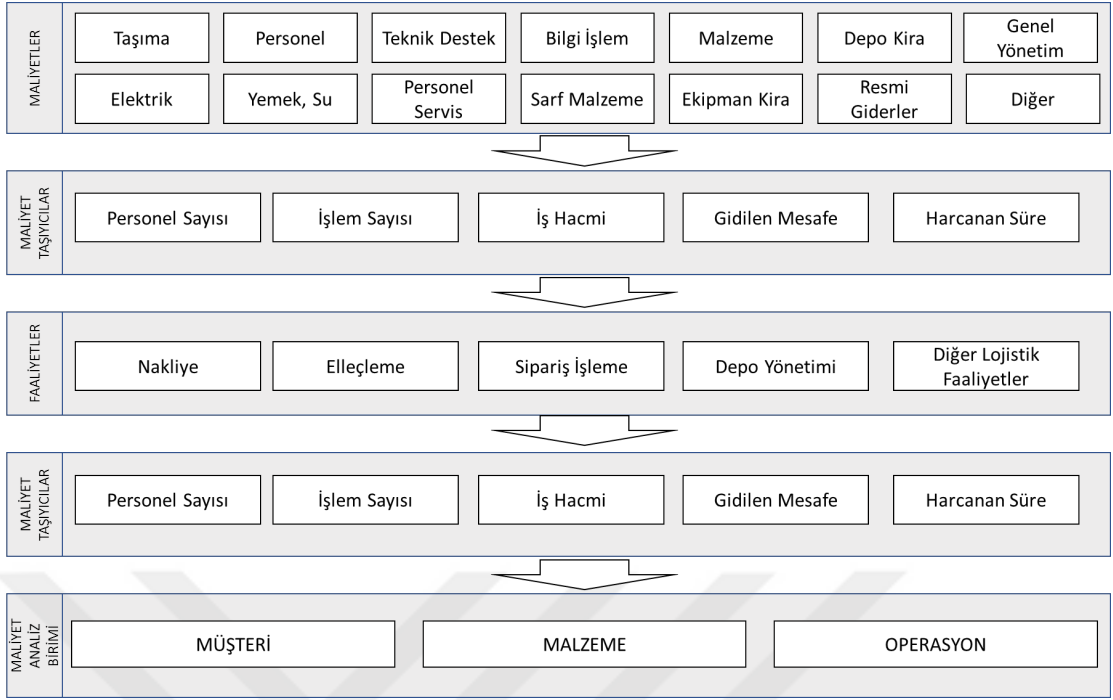 MALİYETLER
Taşıma
Personel
Teknik Destek
Bilgi İşlem
Malzeme
Depo Kira
Genel
Yönetim
Elektrik
Yemek, Su
Personel
Servis
Sarf Malzeme
Ekipman Kira
Resmi
Giderler
Diğer
MALİYET
TAŞIYICILAR
Personel Sayısı
İşlem Sayısı
İş Hacmi
Gidilen Mesafe
Harcanan Süre
FAALİYETLER
Nakliye
Elleçleme
Sipariş İşleme
Depo Yönetimi
Diğer Lojistik
Faaliyetler
MALİYET
TAŞIYICILAR
Personel Sayısı
İşlem Sayısı
İş Hacmi
Gidilen Mesafe
Harcanan Süre
MALİYET
ANALİZ
BİRİMİ
MÜŞTERİ
MALZEME
OPERASYON